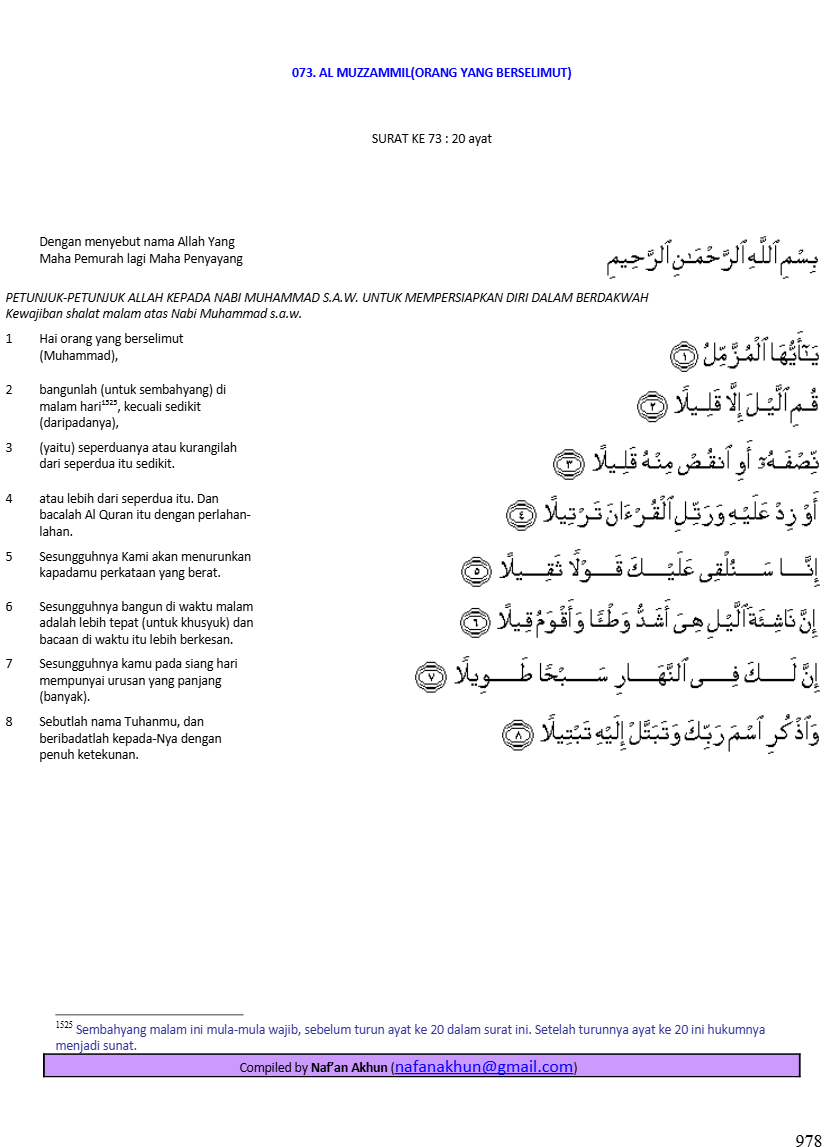 073. AL MUZZAMMIL(ORANG YANG BERSELIMUT)
SURAT KE 73 : 20 ayat
Dengan menyebut nama Allah Yang
Maha Pemurah lagi Maha Penyayang
بِسْمِ ٱللَّهِ ٱلرَّحْمَـٰنِ ٱلرَّحِيمِ
PETUNJUK-PETUNJUK ALLAH KEPADA NABI MUHAMMAD S.A.W. UNTUK MEMPERSIAPKAN DIRI DALAM BERDAKWAH
Kewajiban shalat malam atas Nabi Muhammad s.a.w.
1 Hai orang yang berselimut
(Muhammad),
يَـٰٓأَيُّهَا ٱلْمُزَّمِّلُ ١
2 bangunlah (untuk sembahyang) di
malam hari1525, kecuali sedikit
(daripadanya),
قُمِ ٱلَّيْلَ إِلَّا قَلِيلًا ٢
3 (yaitu) seperduanya atau kurangilah
dari seperdua itu sedikit.
نِّصْفَهُۥٓ أَوِ ٱنقُصْ مِنْهُ قَلِيلًا ٣
4 atau lebih dari seperdua itu. Dan
bacalah Al Quran itu dengan perlahan-
lahan.
أَوْ زِدْ عَلَيْهِ وَرَتِّلِ ٱلْقُرْءَانَ تَرْتِيلًا ٤
5 Sesungguhnya Kami akan menurunkan
kapadamu perkataan yang berat.
إِنَّا سَنُلْقِى عَلَيْكَ قَوْلًا ثَقِيلًا ٥
6 Sesungguhnya bangun di waktu malam
adalah lebih tepat (untuk khusyuk) dan
bacaan di waktu itu lebih berkesan.
إِنَّ نَاشِئَةَ ٱلَّيْلِ هِىَ أَشَدُّ وَطْـًٔا وَأَقْوَمُ قِيلًا ٦
7 Sesungguhnya kamu pada siang hari
mempunyai urusan yang panjang
(banyak).
إِنَّ لَكَ فِى ٱلنَّهَارِ سَبْحًا طَوِيلًا ٧
8 Sebutlah nama Tuhanmu, dan
beribadatlah kepada-Nya dengan
penuh ketekunan.
وَٱذْكُرِ ٱسْمَ رَبِّكَ وَتَبَتَّلْ إِلَيْهِ تَبْتِيلًا ٨
1525 Sembahyang malam ini mula-mula wajib, sebelum turun ayat ke 20 dalam surat ini. Setelah turunnya ayat ke 20 ini hukumnya
menjadi sunat.
Compiled by Naf’an Akhun (nafanakhun@gmail.com)
978